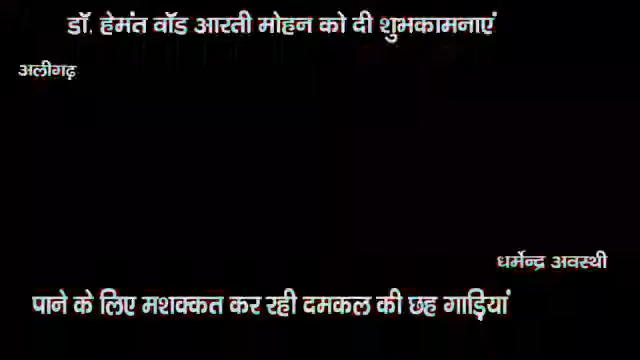 डॉ. हेमंत वॉड आरती मोहन को दी शुभकामनाएं
अलीगढ़
धर्मेन्द्र अवस्थी
पाने के लिए मशक्कत कर रही दमकल की छह गाड़ियां